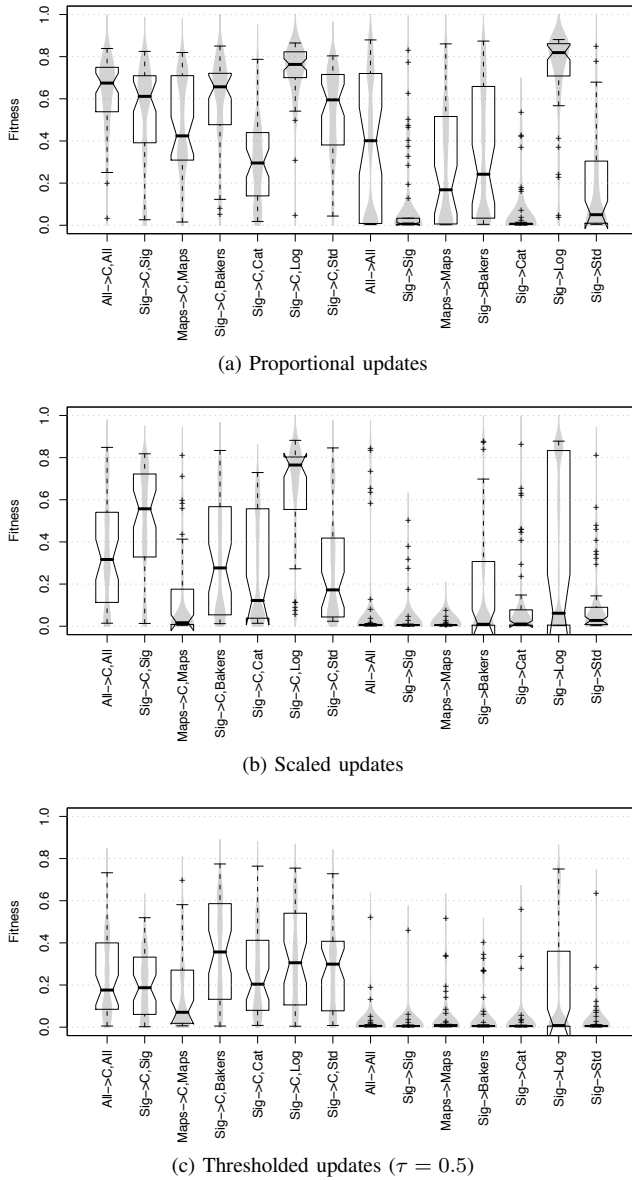 1.0
0.8
0.6
0.4
0.2
0.0
Fitness
All−>C,All
Sig−>C,Sig
Maps−>C,Maps
Sig−>C,Bakers
Sig−>C,Cat
Sig−>C,Log
Sig−>C,Std
All−>All
Sig−>Sig
Maps−>Maps
Sig−>Bakers
Sig−>Cat
Sig−>Log
Sig−>Std
(a) Proportional updates
1.0
0.8
0.6
0.4
0.2
0.0
Fitness
All−>C,All
Sig−>C,Sig
Maps−>C,Maps
Sig−>C,Bakers
Sig−>C,Cat
Sig−>C,Log
Sig−>C,Std
All−>All
Sig−>Sig
Maps−>Maps
Sig−>Bakers
Sig−>Cat
Sig−>Log
Sig−>Std
(b) Scaled updates
1.0
0.8
0.6
0.4
0.2
0.0
Fitness
All−>C,All
Sig−>C,Sig
Maps−>C,Maps
Sig−>C,Bakers
Sig−>C,Cat
Sig−>C,Log
Sig−>C,Std
All−>All
Sig−>Sig
Maps−>Maps
Sig−>Bakers
Sig−>Cat
Sig−>Log
Sig−>Std
(c) Thresholded updates (τ = 0.5)